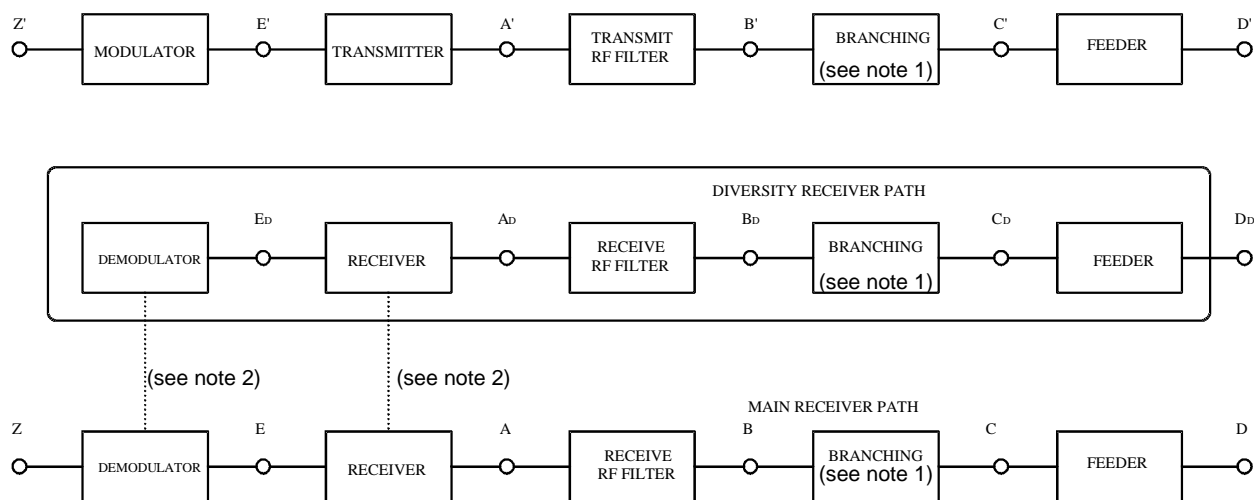 Z' E' A' B' C' D'
MODULATOR TRANSMITTER TRANSMIT RF FILTER BRANCHING (see note 1) FEEDER
DIVERSITY RECEIVER PATH
ED AD BD CD DD
DEMODULATOR RECEIVER RECEIVE RF FILTER BRANCHING (see note 1) FEEDER
(see note 2) (see note 2)
MAIN RECEIVER PATH
Z E A B C D
DEMODULATOR RECEIVER RECEIVE RF FILTER BRANCHING (see note 1) FEEDER